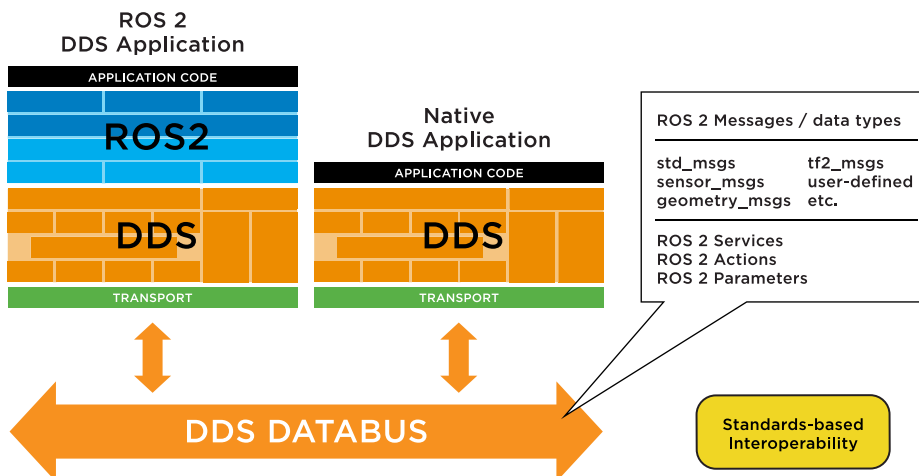 ROS 2
DDS Application
APPLICATION CODE
ROS2
DDS
TRANSPORT
Native
DDS Application
APPLICATION CODE
DDS
TRANSPORT
ROS 2 Messages / data types
std_msgs tf2_msgs
sensor_msgs user-defined
geometry_msgs etc.
ROS 2 Services
ROS 2 Actions
ROS 2 Parameters
DDS DATABUS
Standards-based
Interoperability